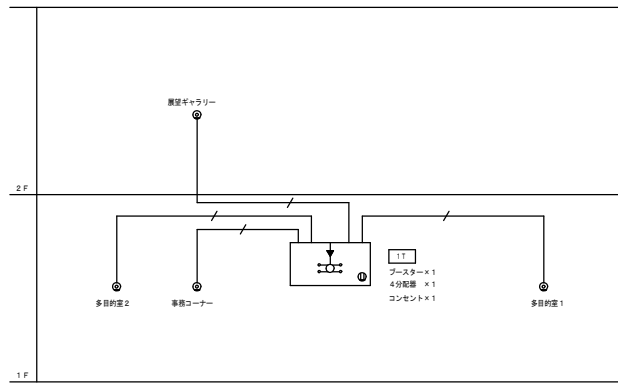 展望ギャラリー
2F
1T
ブースター×1
4分配器 ×1
コンセント×1
多目的室2
事務コーナー
多目的室1
1F